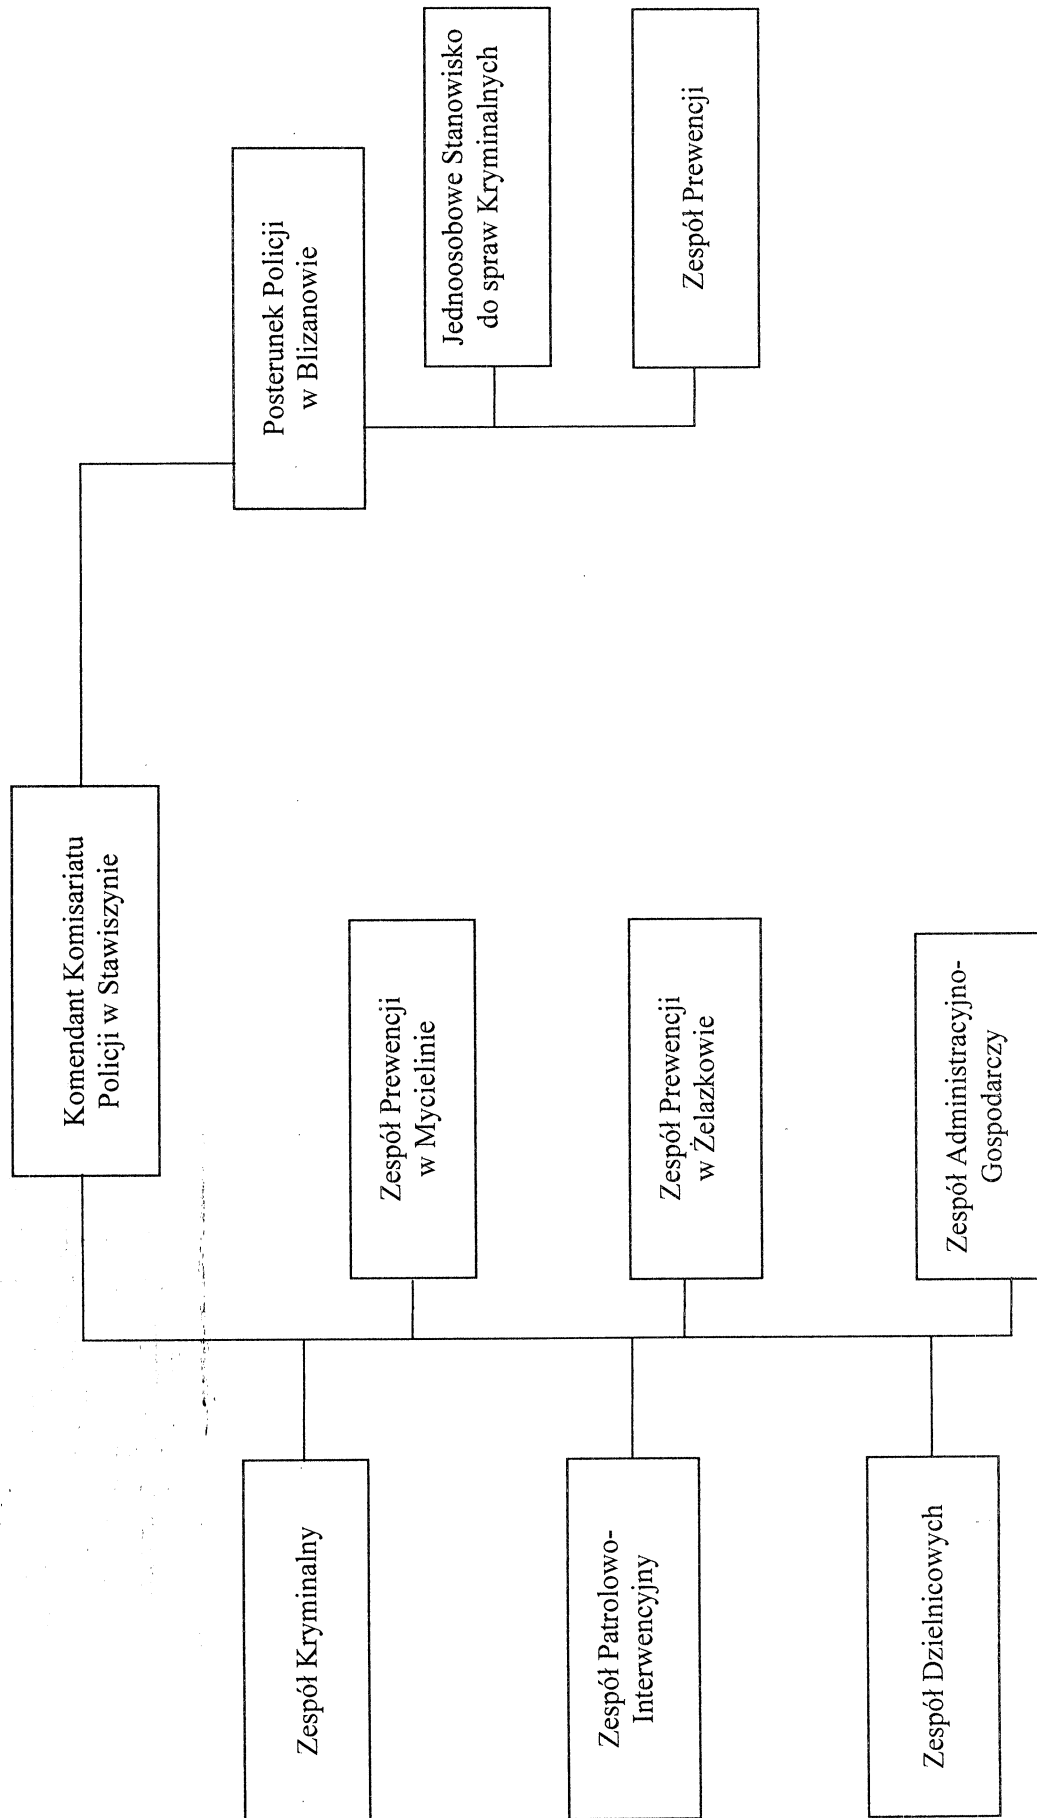 Komendant Komisariatu
Policji w Stawiszynie
Posterunek Policji
w Blizanowie
Zespół Kryminalny
Zespół Prewencji
w Mycielinie
Jednoosobowe Stanowisko
do spraw Kryminalnych
Zespół Patrolowo-
Interwencyjny
Zespół Prewencji
w Żelazkowie
Zespół Prewencji
Zespół Dzielnicowych
Zespół Administracyjno-
Gospodarczy